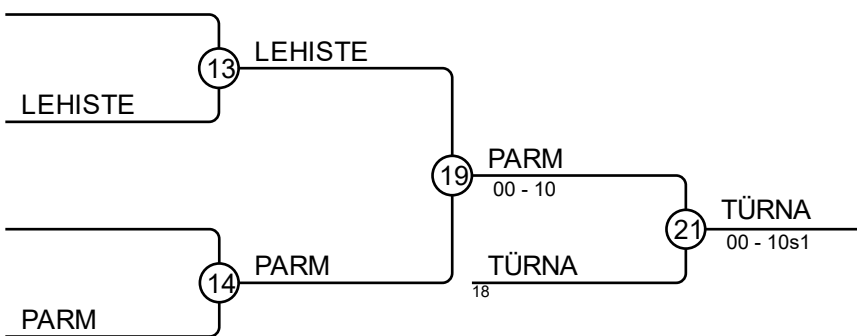 LEHISTE
13
LEHISTE
PARM
19
00 - 10
TÜRNA
21
00 - 10s1
PARM
14
TÜRNA
18
PARM